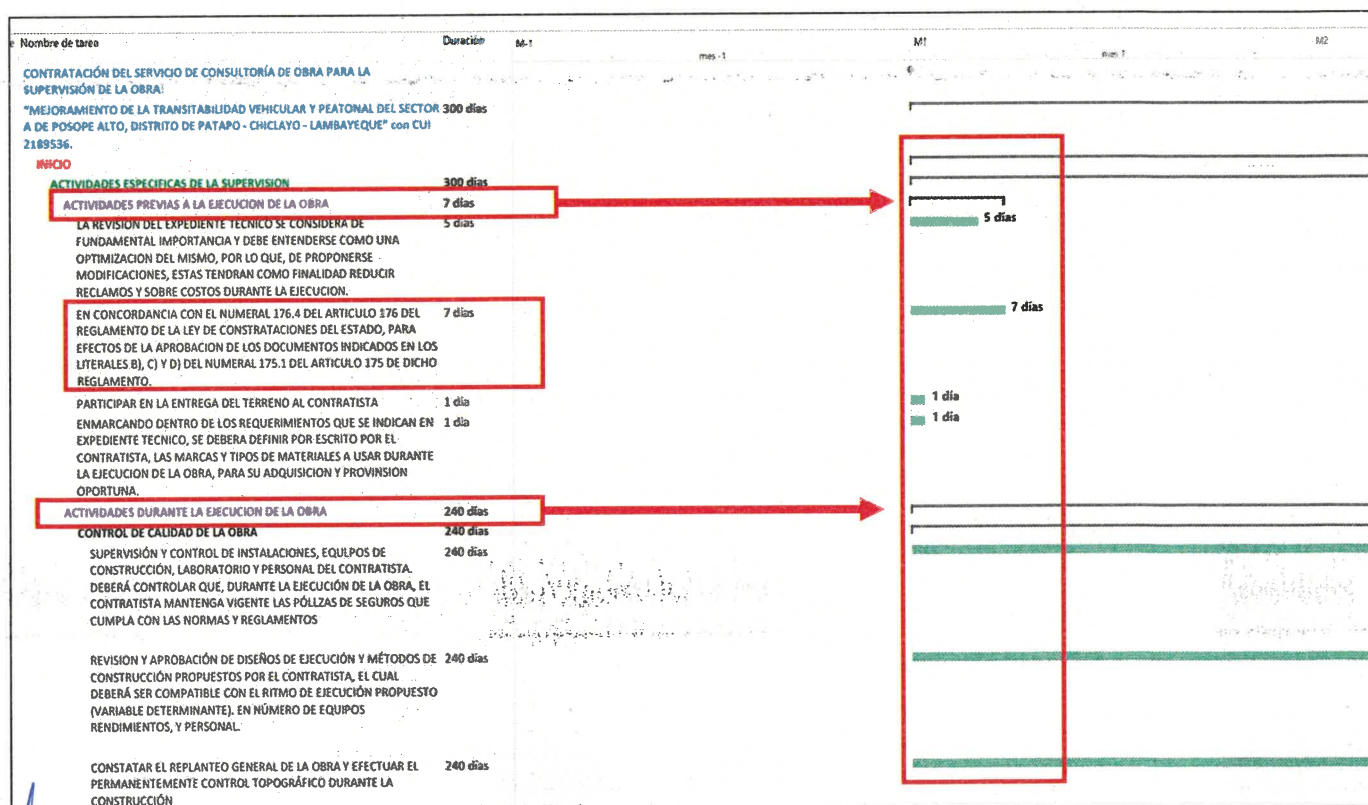 e Nombre de tarea Duración M-1 M1 M2
mes -1 mes 1
CONTRATACIÓN DEL SERVICIO DE CONSULTORÍA DE OBRA PARA LA
SUPERVISIÓN DE LA OBRA:
"MEJORAMIENTO DE LA TRANSITABILIDAD VEHICULAR Y PEATONAL DEL SECTOR 300 días
A DE POSOPE ALTO, DISTRITO DE PATAPO - CHICLAYO - LAMBAYEQUE" con CUI
2189536.
INICIO
ACTIVIDADES ESPECIFICAS DE LA SUPERVISION 300 días
ACTIVIDADES PREVIAS A LA EJECUCION DE LA OBRA 7 días
LA REVISION DEL EXPEDIENTE TECNICO SE CONSIDERA DE 5 días 5 días
FUNDAMENTAL IMPORTANCIA Y DEBE ENTENDERSE COMO UNA
OPTIMIZACION DEL MISMO, POR LO QUE, DE PROPONERSE
MODIFICACIONES, ESTAS TENDRAN COMO FINALIDAD REDUCIR
RECLAMOS Y SOBRE COSTOS DURANTE LA EJECUCION.
EN CONCORDANCIA CON EL NUMERAL 176.4 DEL ARTICULO 176 DEL 7 días 7 días
REGLAMENTO DE LA LEY DE CONSTRATACIONES DEL ESTADO, PARA
EFECTOS DE LA APROBACION DE LOS DOCUMENTOS INDICADOS EN LOS
LITERALES B), C) Y D) DEL NUMERAL 175.1 DEL ARTICULO 175 DE DICHO
REGLAMENTO.
PARTICIPAR EN LA ENTREGA DEL TERRENO AL CONTRATISTA 1 día 1 día
ENMARCANDO DENTRO DE LOS REQUERIMIENTOS QUE SE INDICAN EN 1 día 1 día
EXPEDIENTE TECNICO, SE DEBERA DEFINIR POR ESCRITO POR EL
CONTRATISTA, LAS MARCAS Y TIPOS DE MATERIALES A USAR DURANTE
LA EJECUCION DE LA OBRA, PARA SU ADQUISICION Y PROVINSION
OPORTUNA.
ACTIVIDADES DURANTE LA EJECUCION DE LA OBRA 240 días
CONTROL DE CALIDAD DE LA OBRA 240 días
SUPERVISIÓN Y CONTROL DE INSTALACIONES, EQUILPOS DE 240 días
CONSTRUCCIÓN, LABORATORIO Y PERSONAL DEL CONTRATISTA.
DEBERÁ CONTROLAR QUE, DURANTE LA EJECUCIÓN DE LA OBRA, EL
CONTRATISTA MANTENGA VIGENTE LAS PÓLLZAS DE SEGUROS QUE
CUMPLA CON LAS NORMAS Y REGLAMENTOS
REVISION Y APROBACIÓN DE DISEÑOS DE EJECUCIÓN Y MÉTODOS DE 240 días
CONSTRUCCIÓN PROPUESTOS POR EL CONTRATISTA, EL CUAL
DEBERÁ SER COMPATIBLE CON EL RITMO DE EJECUCIÓN PROPUESTO
(VARIABLE DETERMINANTE). EN NÚMERO DE EQUIPOS
RENDIMIENTOS, Y PERSONAL.
CONSTATAR EL REPLANTEO GENERAL DE LA OBRA Y EFECTUAR EL 240 días
PERMANENTEMENTE CONTROL TOPOGRÁFICO DURANTE LA
CONSTRUCCIÓN